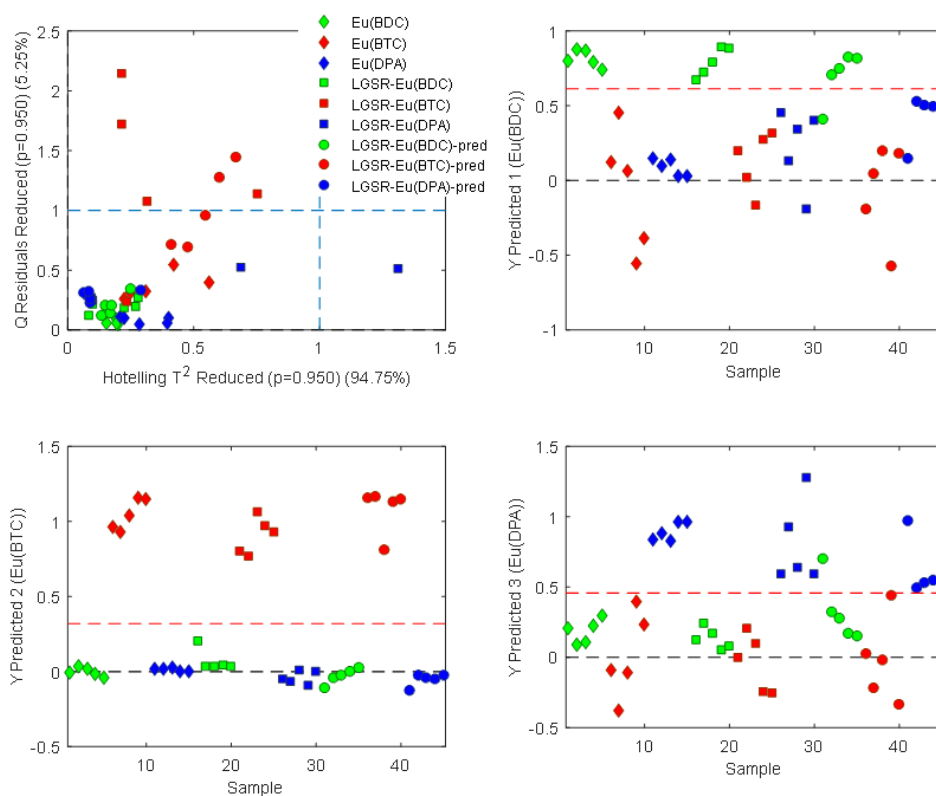 Q Residuals Reduced (p=0.950) (5.25%)
2.5
2
1.5
1
0.5
0
0
0.5
1
1.5
Hotelling T² Reduced (p=0.950) (94.75%)
Eu(BDC)
Eu(BTC)
Eu(DPA)
LGSR-Eu(BDC)
LGSR-Eu(BTC)
LGSR-Eu(DPA)
LGSR-Eu(BDC)-pred
LGSR-Eu(BTC)-pred
LGSR-Eu(DPA)-pred
Y Predicted 1 (Eu(BDC))
1
0.5
0
-0.5
-1
10
20
30
40
Sample
Y Predicted 2 (Eu(BTC))
1.5
1
0.5
0
-0.5
10
20
30
40
Sample
Y Predicted 3 (Eu(DPA))
1.5
1
0.5
0
-0.5
10
20
30
40
Sample